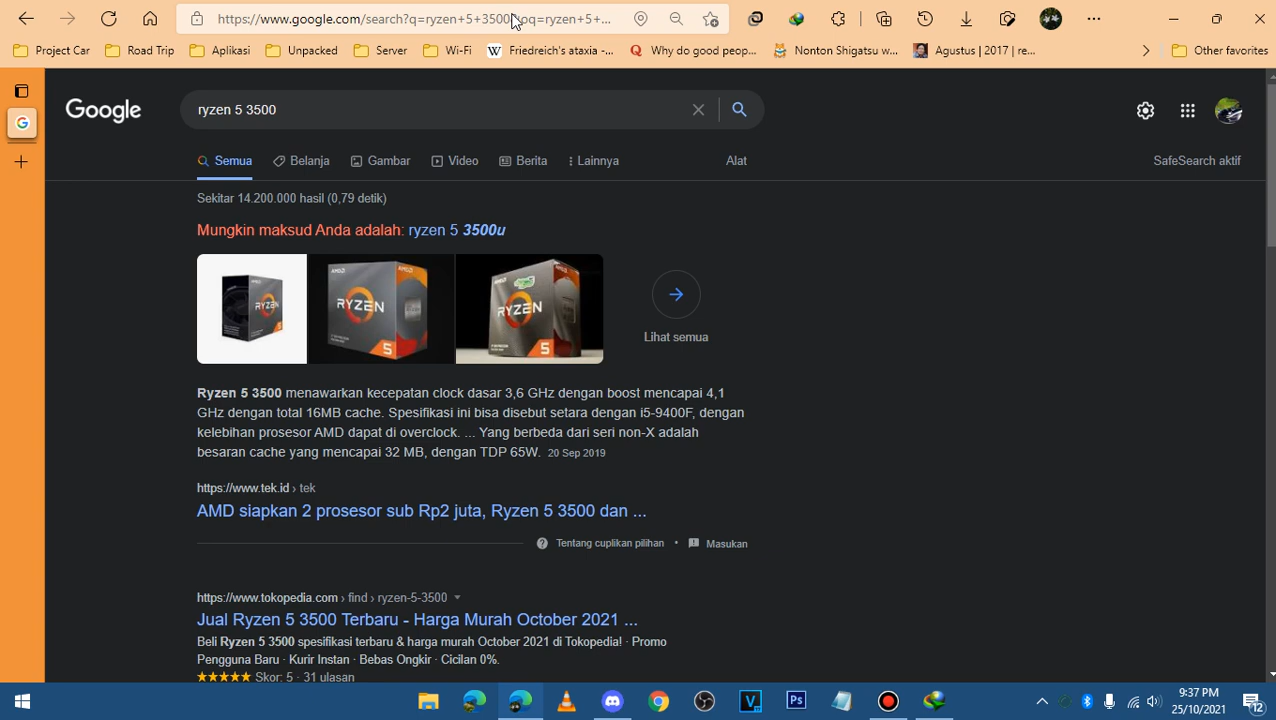 https://www.google.com/search?q=ryzen+5+3500&oq=ryzen+5+...
Project Car Road Trip Aplikasi Unpacked Server Wi-Fi Friedreich's ataxia -... Why do good peop... Nonton Shigatsu w... Agustus | 2017 | re... Other favorites
Google ryzen 5 3500
Semua Belanja Gambar Video Berita Lainnya Alat SafeSearch aktif
Sekitar 14.200.000 hasil (0,79 detik)
Mungkin maksud Anda adalah: ryzen 5 3500u
RYZEN
RYZEN 5
RYZEN 5
Lihat semua
Ryzen 5 3500 menawarkan kecepatan clock dasar 3,6 GHz dengan boost mencapai 4,1
GHz dengan total 16MB cache. Spesifikasi ini bisa disebut setara dengan i5-9400F, dengan
kelebihan prosesor AMD dapat di overclock. ... Yang berbeda dari seri non-X adalah
besaran cache yang mencapai 32 MB, dengan TDP 65W. 20 Sep 2019
https://www.tek.id › tek
AMD siapkan 2 prosesor sub Rp2 juta, Ryzen 5 3500 dan ...
Tentang cuplikan pilihan • Masukan
https://www.tokopedia.com › find › ryzen-5-3500
Jual Ryzen 5 3500 Terbaru - Harga Murah October 2021 ...
Beli Ryzen 5 3500 spesifikasi terbaru & harga murah October 2021 di Tokopedia! · Promo
Pengguna Baru · Kurir Instan · Bebas Ongkir · Cicilan 0%.
★★★★★ Skor: 5 · 31 ulasan
9:37 PM
25/10/2021
12